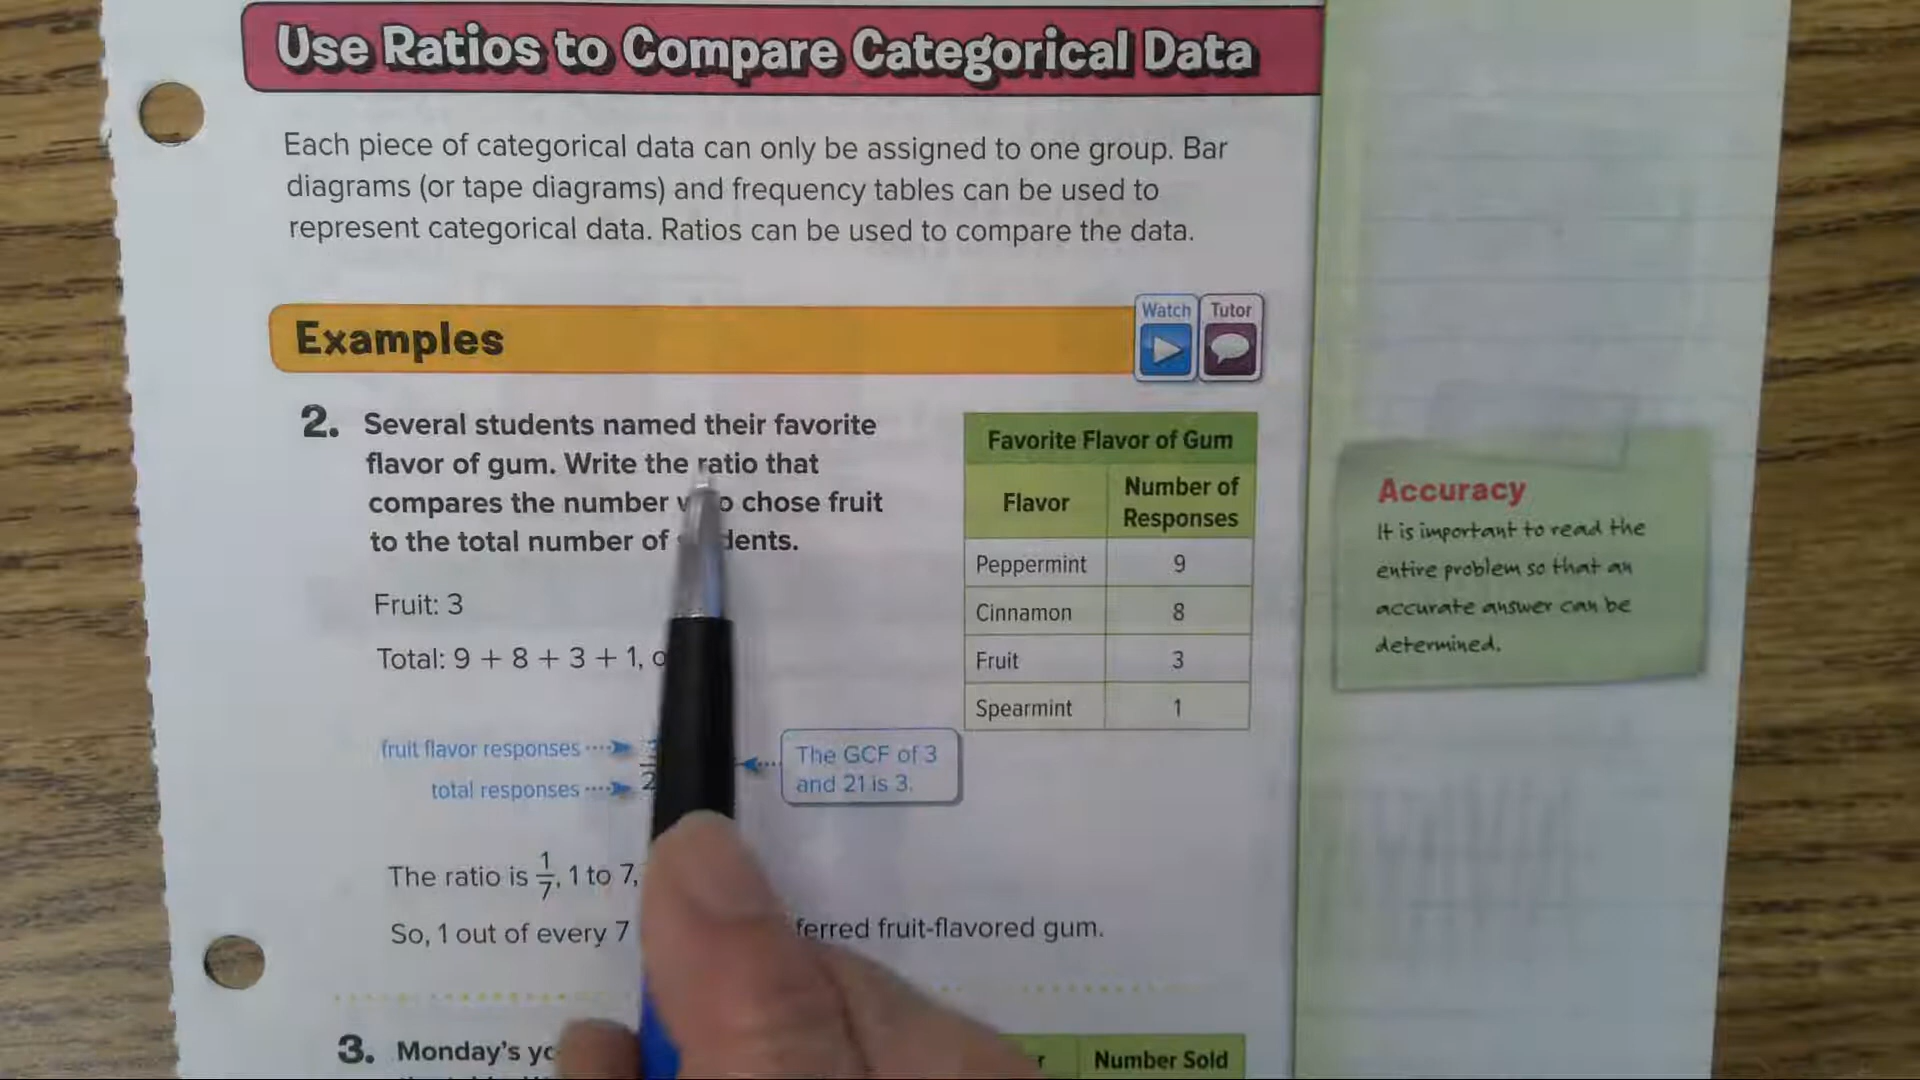 Use Ratios to Compare Categorical Data
Each piece of categorical data can only be assigned to one group. Bar
diagrams (or tape diagrams) and frequency tables can be used to
represent categorical data. Ratios can be used to compare the data.
Examples
Watch
Tutor
2. Several students named their favorite
flavor of gum. Write the ratio that
compares the number chose fruit
to the total number of
Fruit: 3
Total: 9 + 8 + 3 + 1,
fruit flavor responses
total responses
The GCF of 3
and 21 is 3.
The ratio is 1/7, 1 to 7,
So, 1 out of every 7 fruit-flavored gum.
Favorite Flavor of Gum
Flavor Number of
Responses
Peppermint 9
Cinnamon 8
Fruit 3
Spearmint 1
Accuracy
It is important to read the
entire problem so that an
accurate answer can be
determined.
3. Monday's
Number Sold